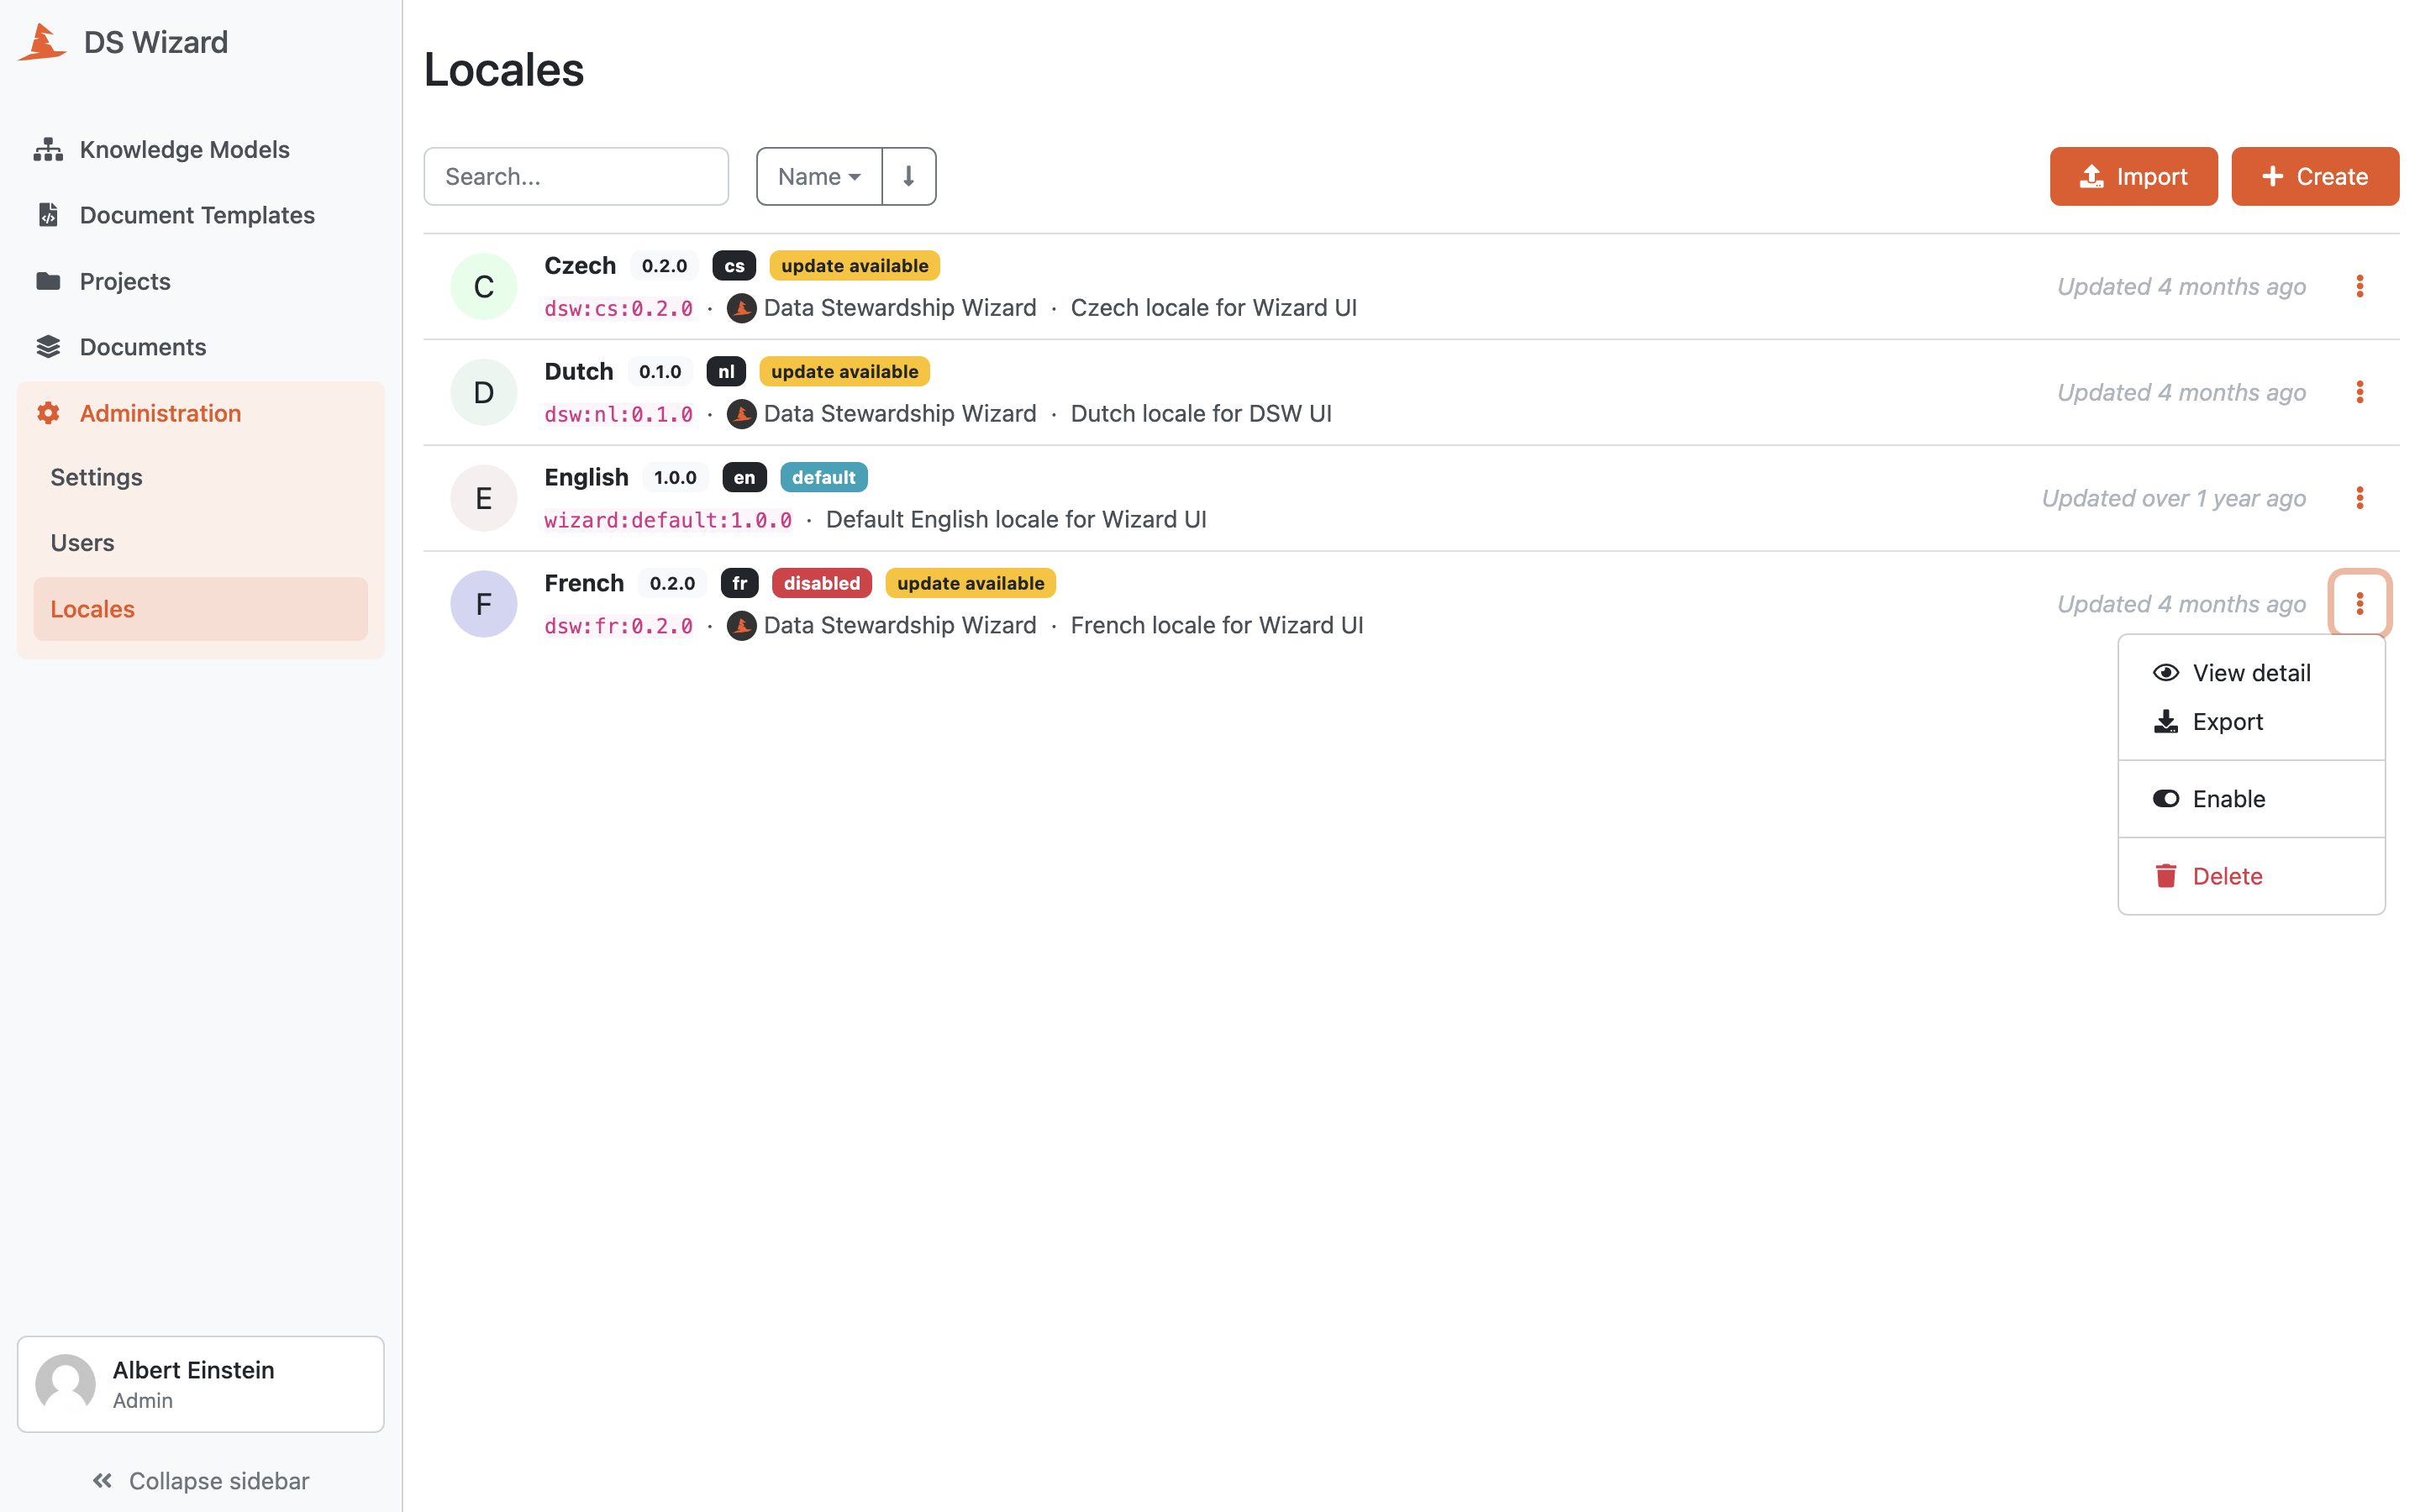 DS Wizard
Knowledge Models
Document Templates
Projects
Documents
Administration
Settings
Users
Locales
Albert Einstein
Admin
Collapse sidebar
Locales
Search...
Name
Import
Create
C
Czech 0.2.0 cs update available
dsw:cs:0.2.0 · Data Stewardship Wizard · Czech locale for Wizard UI
Updated 4 months ago
D
Dutch 0.1.0 nl update available
dsw:nl:0.1.0 · Data Stewardship Wizard · Dutch locale for DSW UI
Updated 4 months ago
E
English 1.0.0 en default
wizard:default:1.0.0 · Default English locale for Wizard UI
Updated over 1 year ago
F
French 0.2.0 fr disabled update available
dsw:fr:0.2.0 · Data Stewardship Wizard · French locale for Wizard UI
Updated 4 months ago
View detail
Export
Enable
Delete